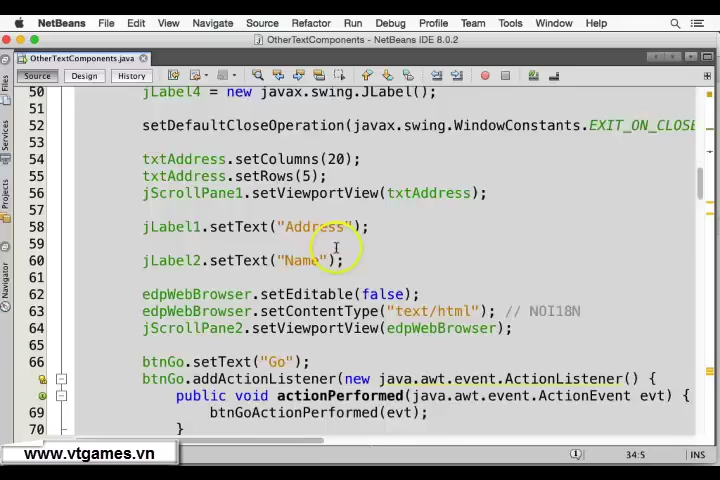 NetBeans File Edit View Navigate Source Refactor Run Debug Profile Team Tools Window Help
OtherTextComponents - NetBeans IDE 8.0.2
OtherTextComponents.java
Source Design History
Files
Services
Projects
Navigator
50 jLabel4 = new javax.swing.JLabel();
51
52 setDefaultCloseOperation(javax.swing.WindowConstants.EXIT_ON_CLOSE
53
54 txtAddress.setColumns(20);
55 txtAddress.setRows(5);
56 jScrollPane1.setViewportView(txtAddress);
57
58 jLabel1.setText("Address");
59
60 jLabel2.setText("Name");
61
62 edpWebBrowser.setEditable(false);
63 edpWebBrowser.setContentType("text/html"); // NOI18N
64 jScrollPane2.setViewportView(edpWebBrowser);
65
66 btnGo.setText("Go");
btnGo.addActionListener(new java.awt.event.ActionListener() {
public void actionPerformed(java.awt.event.ActionEvent evt) {
69 btnGoActionPerformed(evt);
70 }
www.vtgames.vn
34:5 INS